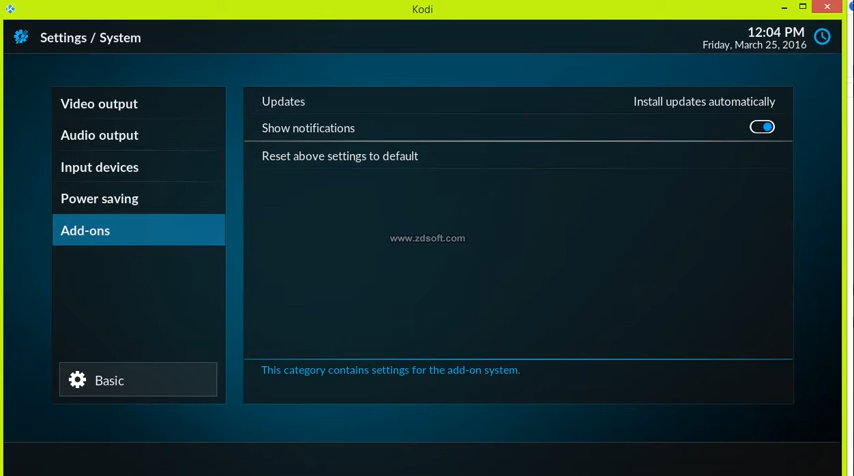 Kodi
Settings / System
12:04 PM
Friday, March 25, 2016
Video output
Audio output
Input devices
Power saving
Add-ons
Basic
Updates Install updates automatically
Show notifications
Reset above settings to default
www.zdsoft.com
This category contains settings for the add-on system.